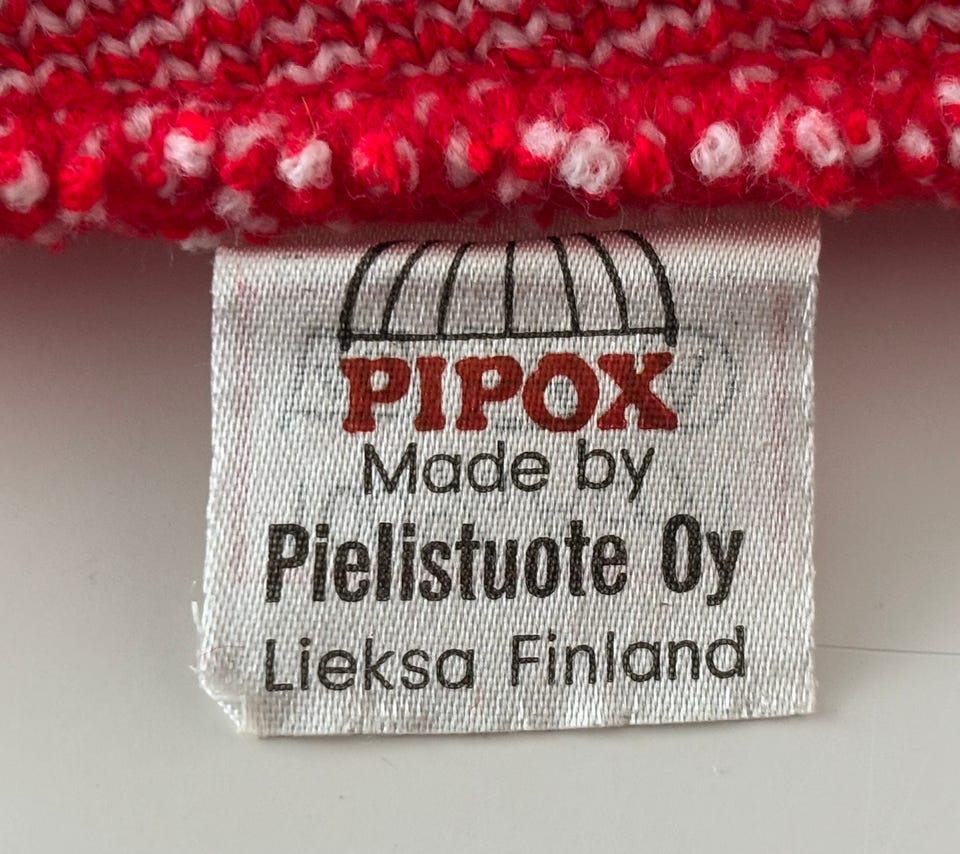 PIPOX
Made by
Pielistuote Oy
Lieksa Finland